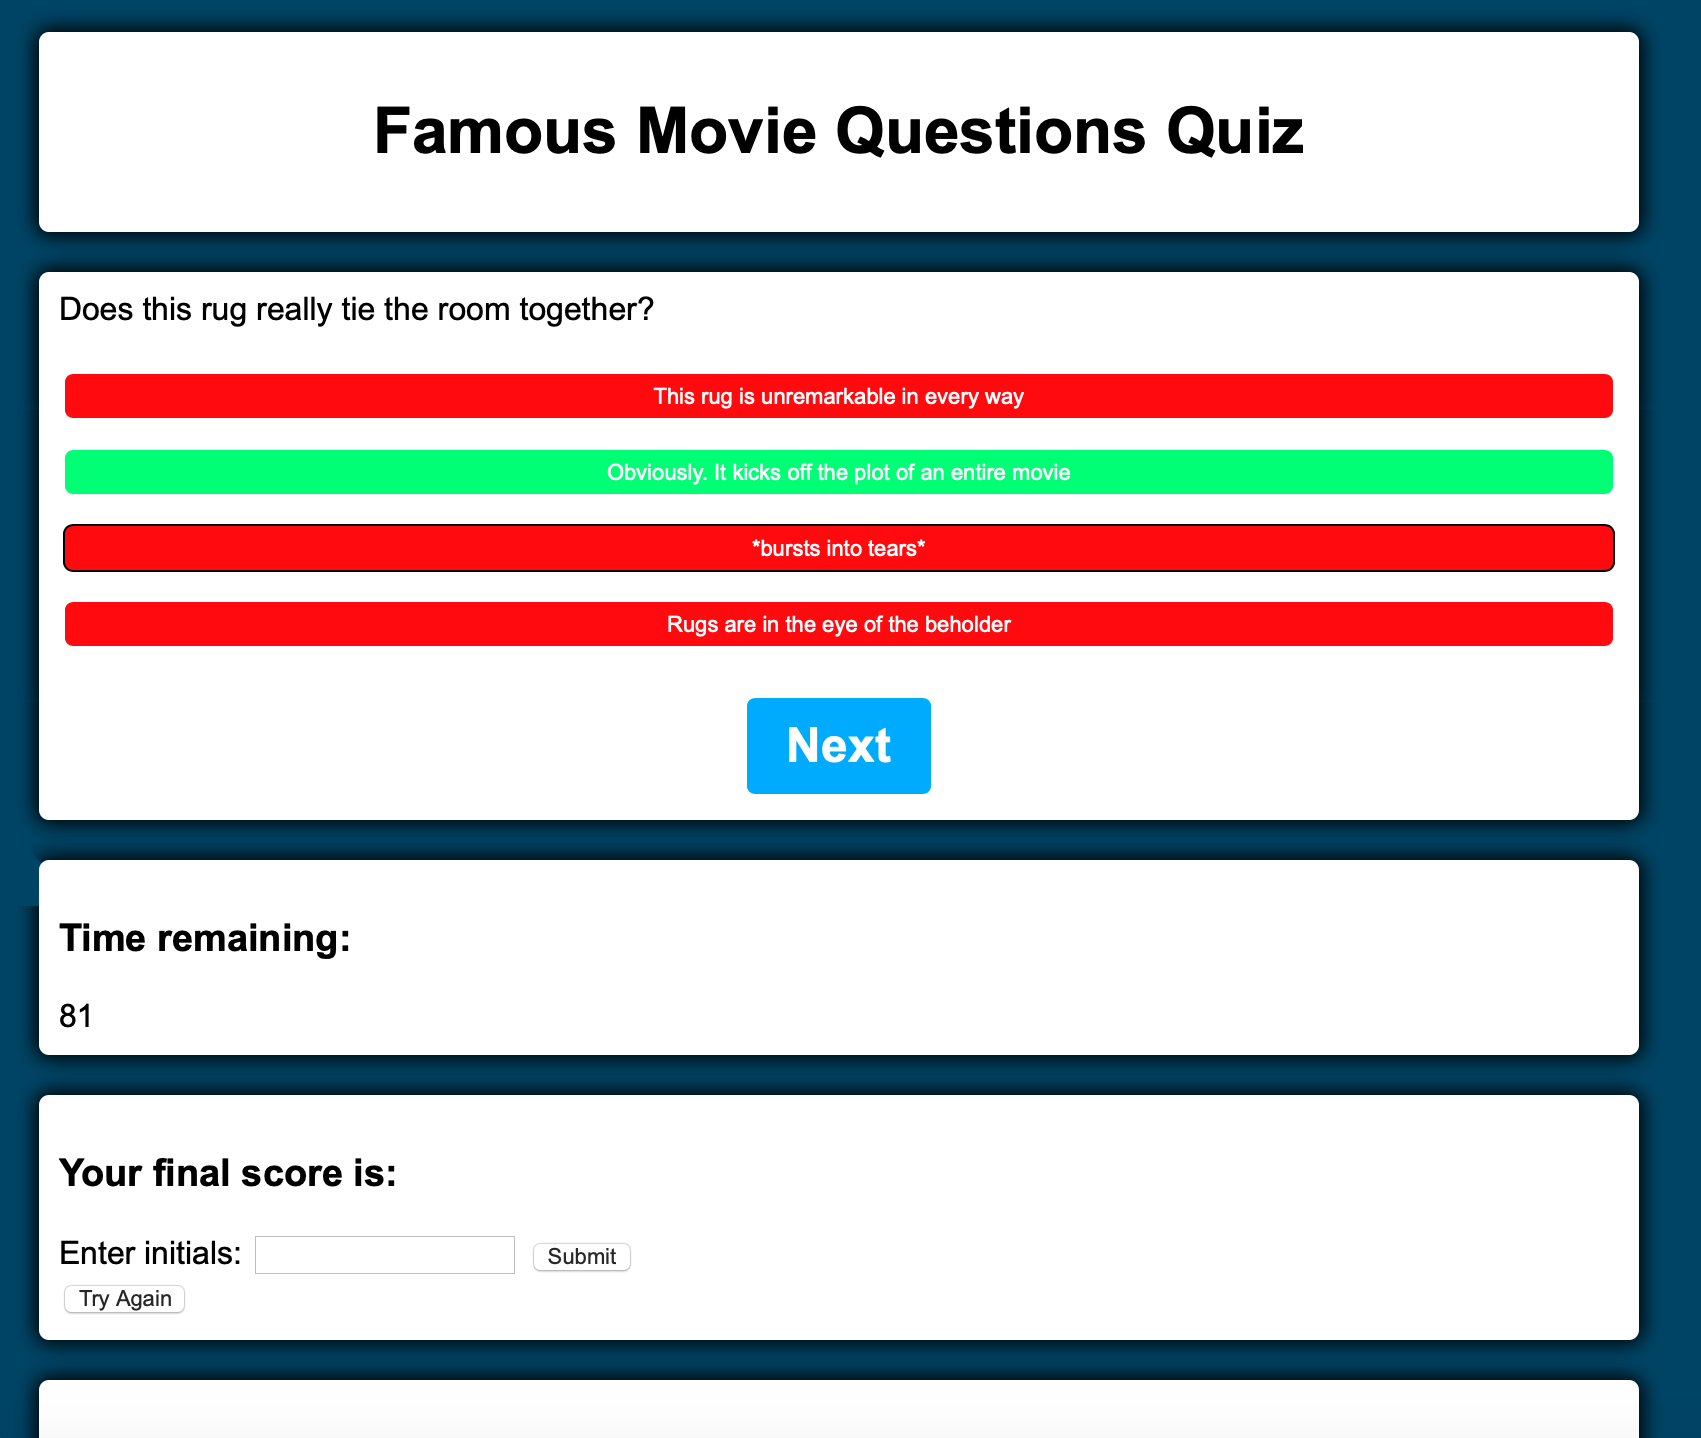 Famous Movie Questions Quiz
Does this rug really tie the room together?
This rug is unremarkable in every way
Obviously. It kicks off the plot of an entire movie
*bursts into tears*
Rugs are in the eye of the beholder
Next
Time remaining:
81
Your final score is:
Enter initials: Submit
Try Again